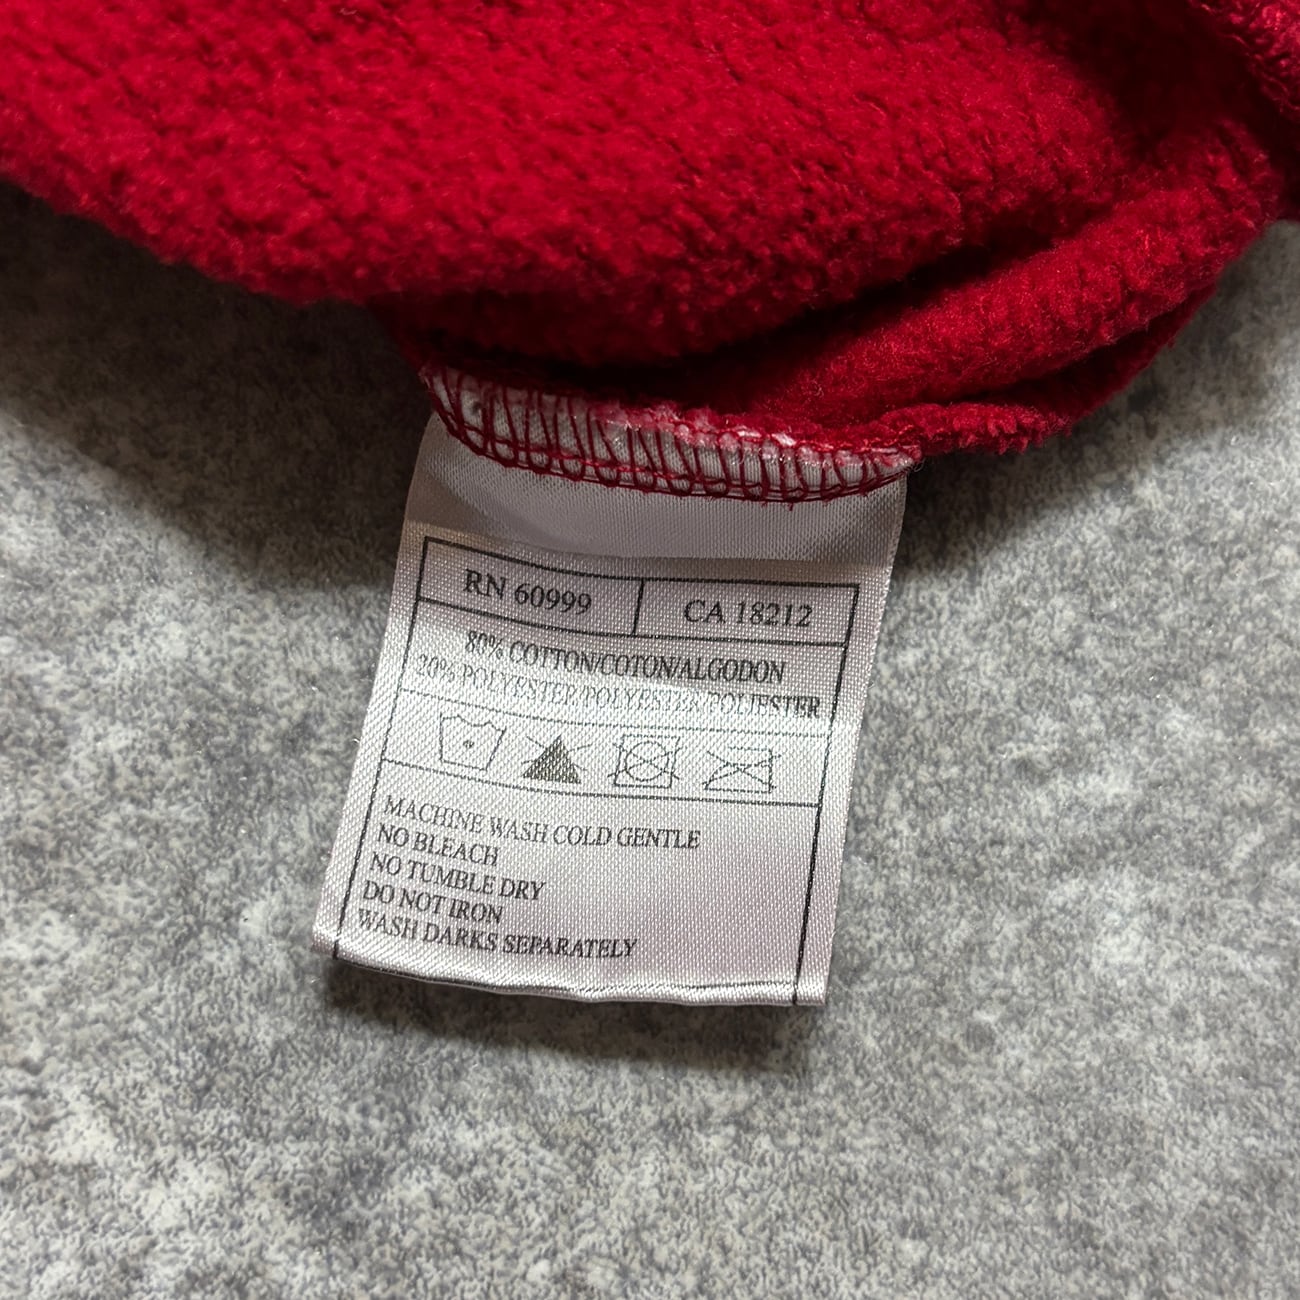 RN 60999 CA 18212
80% COTTON/COTON/ALGODON
20% POLYESTER/POLYESTER/POLIESTER
MACHINE WASH COLD GENTLE
NO BLEACH
NO TUMBLE DRY
DO NOT IRON
WASH DARKS SEPARATELY